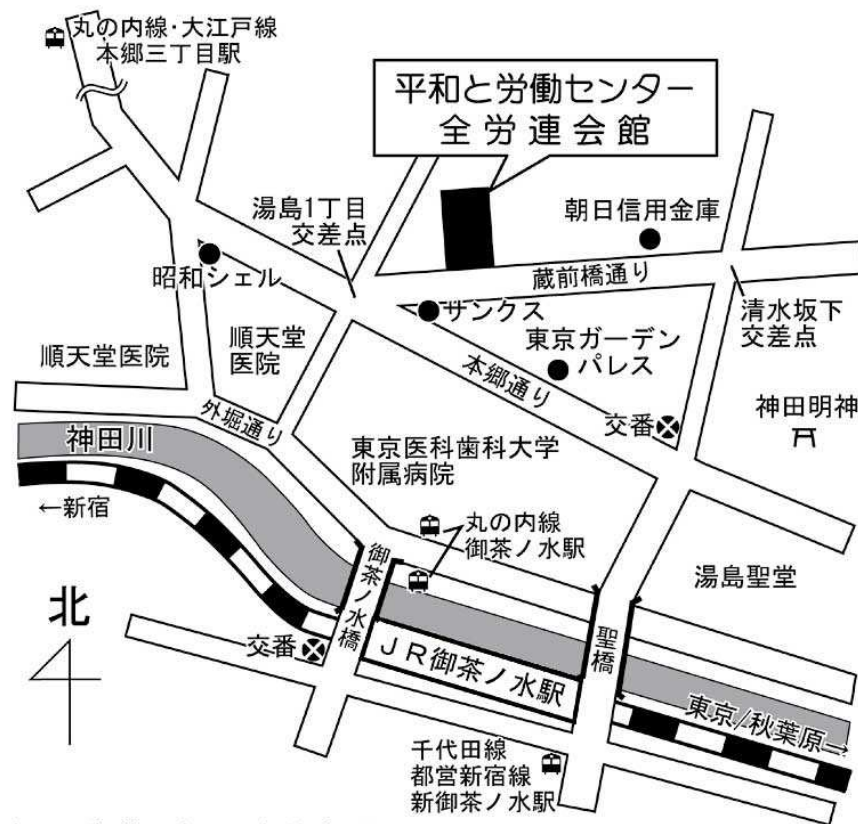 丸の内線・大江戸線
本郷三丁目駅
平和と労働センター
全労連会館
湯島1丁目
交差点
朝日信用金庫
昭和シェル
蔵前橋通り
サンクス
清水坂下
交差点
順天堂医院
順天堂
医院
東京ガーデン
パレス
本郷通り
外堀通り
交番
神田明神
神田川
東京医科歯科大学
附属病院
←新宿
丸の内線
御茶ノ水駅
御茶ノ水橋
湯島聖堂
北
交番
聖橋
JR御茶ノ水駅
東京/秋葉原→
千代田線
都営新宿線
新御茶ノ水駅